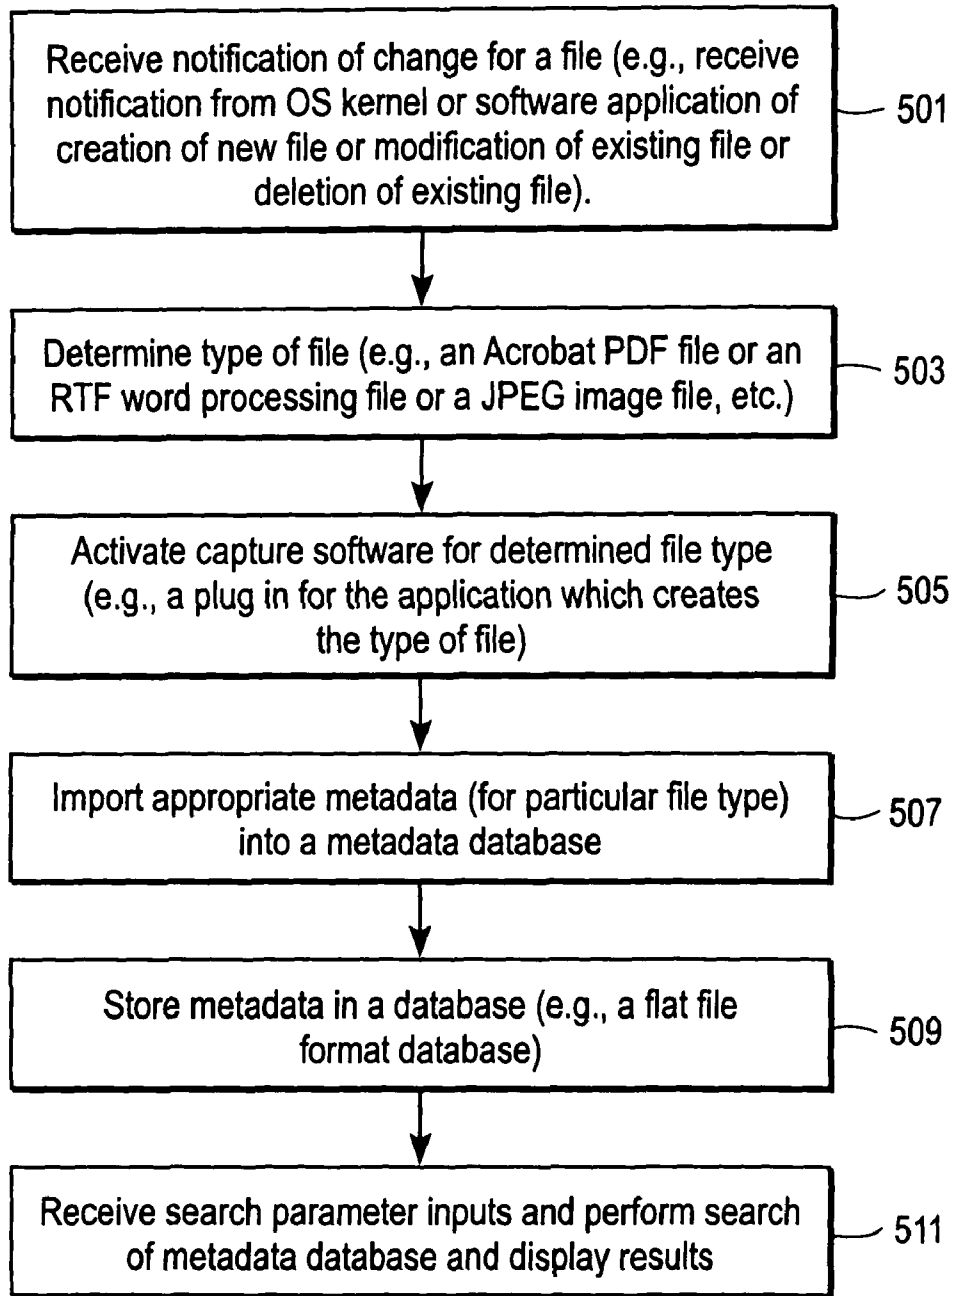 Receive notification of change for a file (e.g., receive
notification from OS kernel or software application of
creation of new file or modification of existing file or
deletion of existing file).
501
Determine type of file (e.g., an Acrobat PDF file or an
RTF word processing file or a JPEG image file, etc.)
503
Activate capture software for determined file type
(e.g., a plug in for the application which creates
the type of file)
505
Import appropriate metadata (for particular file type)
into a metadata database
507
Store metadata in a database (e.g., a flat file
format database)
509
Receive search parameter inputs and perform search
of metadata database and display results
511